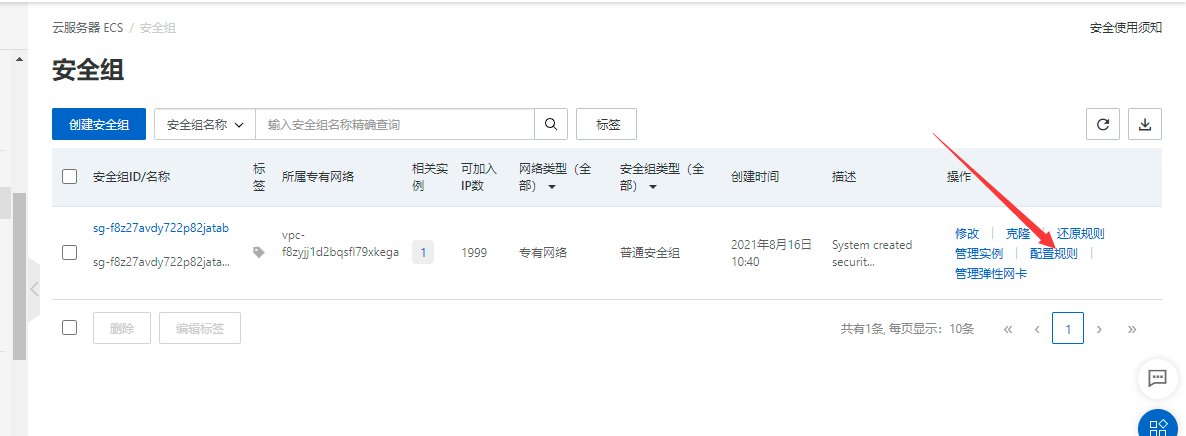 云服务器 ECS / 安全组
安全使用须知
安全组
创建安全组
安全组名称
输入安全组名称精确查询
标签
安全组ID/名称
标
签
所属专有网络
相关实
例
可加入
IP数
网络类型（全
部）
安全组类型（全
部）
创建时间
描述
操作
sg-f8z27avdy722p82jatab
sg-f8z27avdy722p82jata...
vpc-
f8zyjj1d2bqsfl79xkega
1
1999
专有网络
普通安全组
2021年8月16日
10:40
System created
securit...
修改 | 克隆 | 还原规则
管理实例 | 配置规则 |
管理弹性网卡
删除
编辑标签
共有1条, 每页显示：10条
« ‹ 1 › »